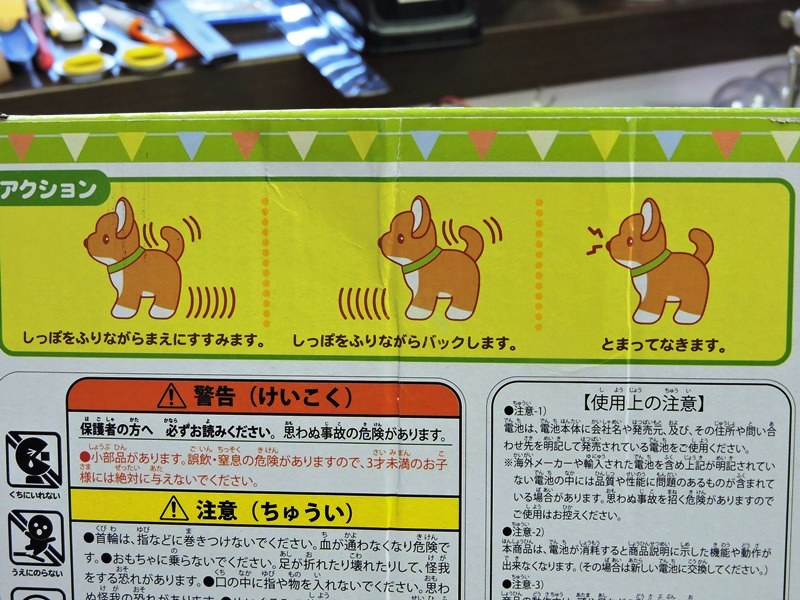 アクション
しっぽをふりながらまえにすすみます。
しっぽをふりながらバックします。
とまってなきます。
警告（けいこく）
保護者の方へ 必ずお読みください。思わぬ事故の危険があります。
●小部品があります。誤飲・窒息の危険がありますので、3才未満のお子
様には絶対に与えないでください。
注意（ちゅうい）
●首輪は、指などに巻きつけないでください。血が通わなくなり危険で
す。●おもちゃに乗らないでください。足が折れたり壊れたりして、怪我
をする恐れがあります。●口の中に指や物を入れないでください。思わ
ぬ怪我の恐れがあります。
くちにいれない
うえにのらない
【使用上の注意】
●注意-1）
電池は、電池本体に会社名や発売元、及び、その住所や問い合
わせ先を明記して発売されている電池をご使用ください。
※海外メーカーや輸入された電池を含め上記が明記されてい
ない電池の中には品質や性能に問題のあるものが含まれて
いる場合があります。思わぬ事故を招く危険がありますので
ご使用はお控えください。
●注意-2）
本商品は、電池が消耗すると商品説明に示した機能や動作が
出来なくなります。（その場合は新しい電池に交換してください。）
●注意-3）